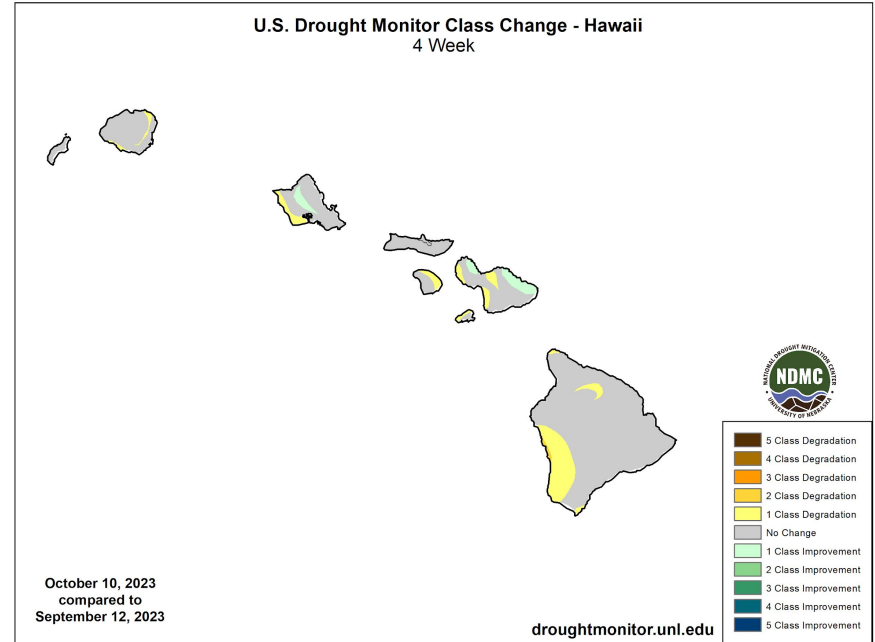 U.S. Drought Monitor Class Change - Hawaii
4 Week
NATIONAL DROUGHT MITIGATION CENTER
NDMC
UNIVERSITY OF NEBRASKA
5 Class Degradation
4 Class Degradation
3 Class Degradation
2 Class Degradation
1 Class Degradation
No Change
1 Class Improvement
2 Class Improvement
3 Class Improvement
4 Class Improvement
5 Class Improvement
October 10, 2023
compared to
September 12, 2023
droughtmonitor.unl.edu